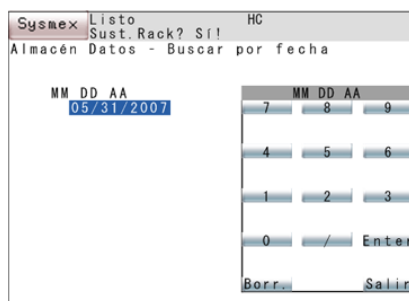 Sysmex Listo HC
Sust.Rack? Sí!
Almacén Datos - Buscar por fecha
MM DD AA
05/31/2007
MM DD AA
7 8 9
4 5 6
1 2 3
0 / Enter
Borr. Salir